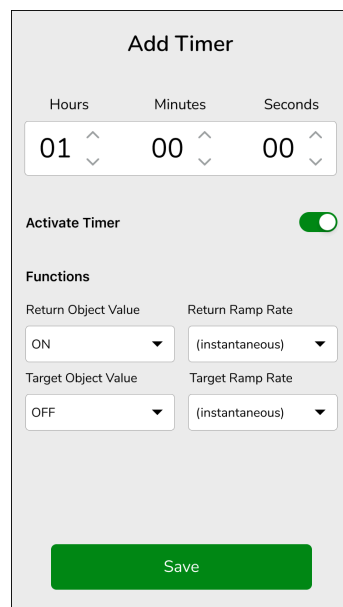 Add Timer
Hours Minutes Seconds
01 00 00
Activate Timer
Functions
Return Object Value Return Ramp Rate
ON (instantaneous)
Target Object Value Target Ramp Rate
OFF (instantaneous)
Save